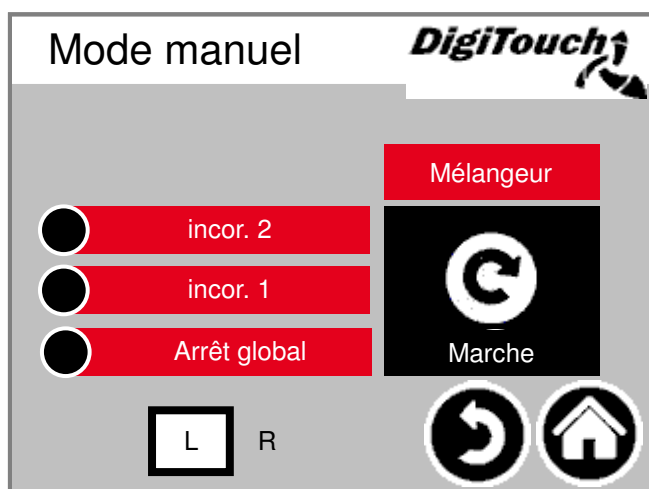 Mode manuel
DigiTouch
Mélangeur
incor. 2
incor. 1
Arrêt global
Marche
L
R